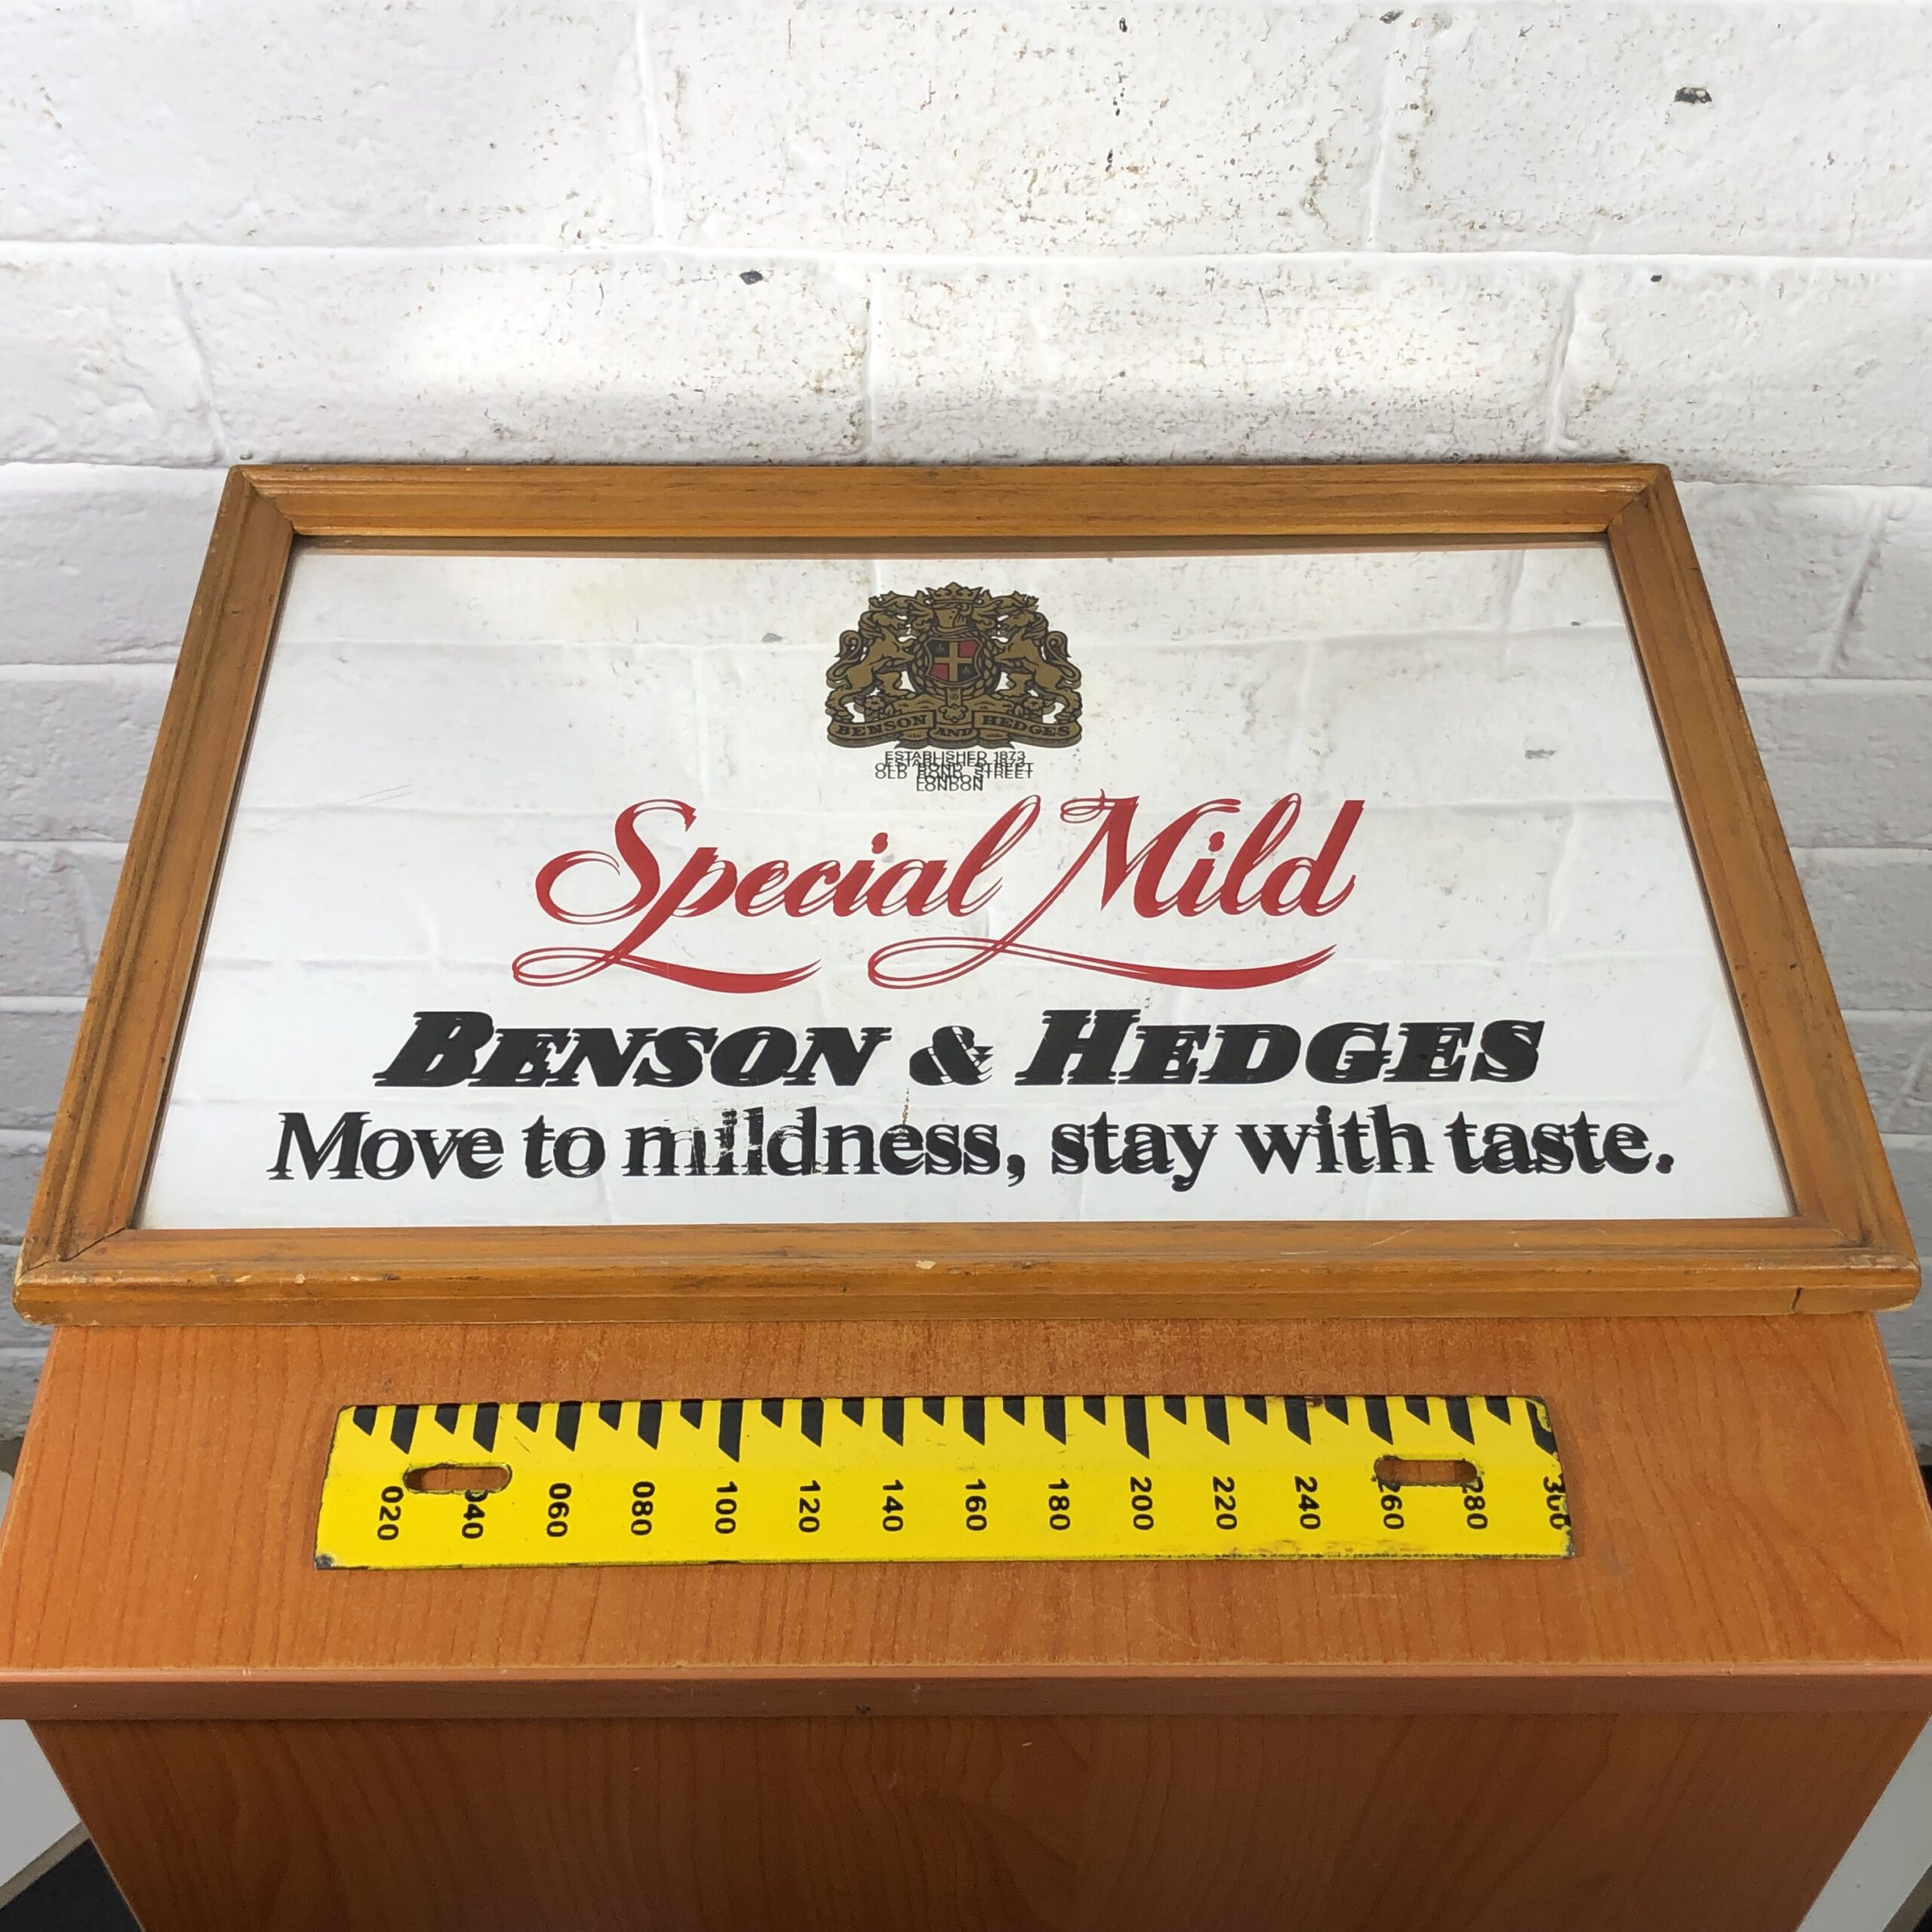 BENSON AND HEDGES
ESTABLISHED 1873
OLD BOND STREET
LONDON
Special Mild
BENSON & HEDGES
Move to mildness, stay with taste.
020 040 060 080 100 120 140 160 180 200 220 240 260 280 300